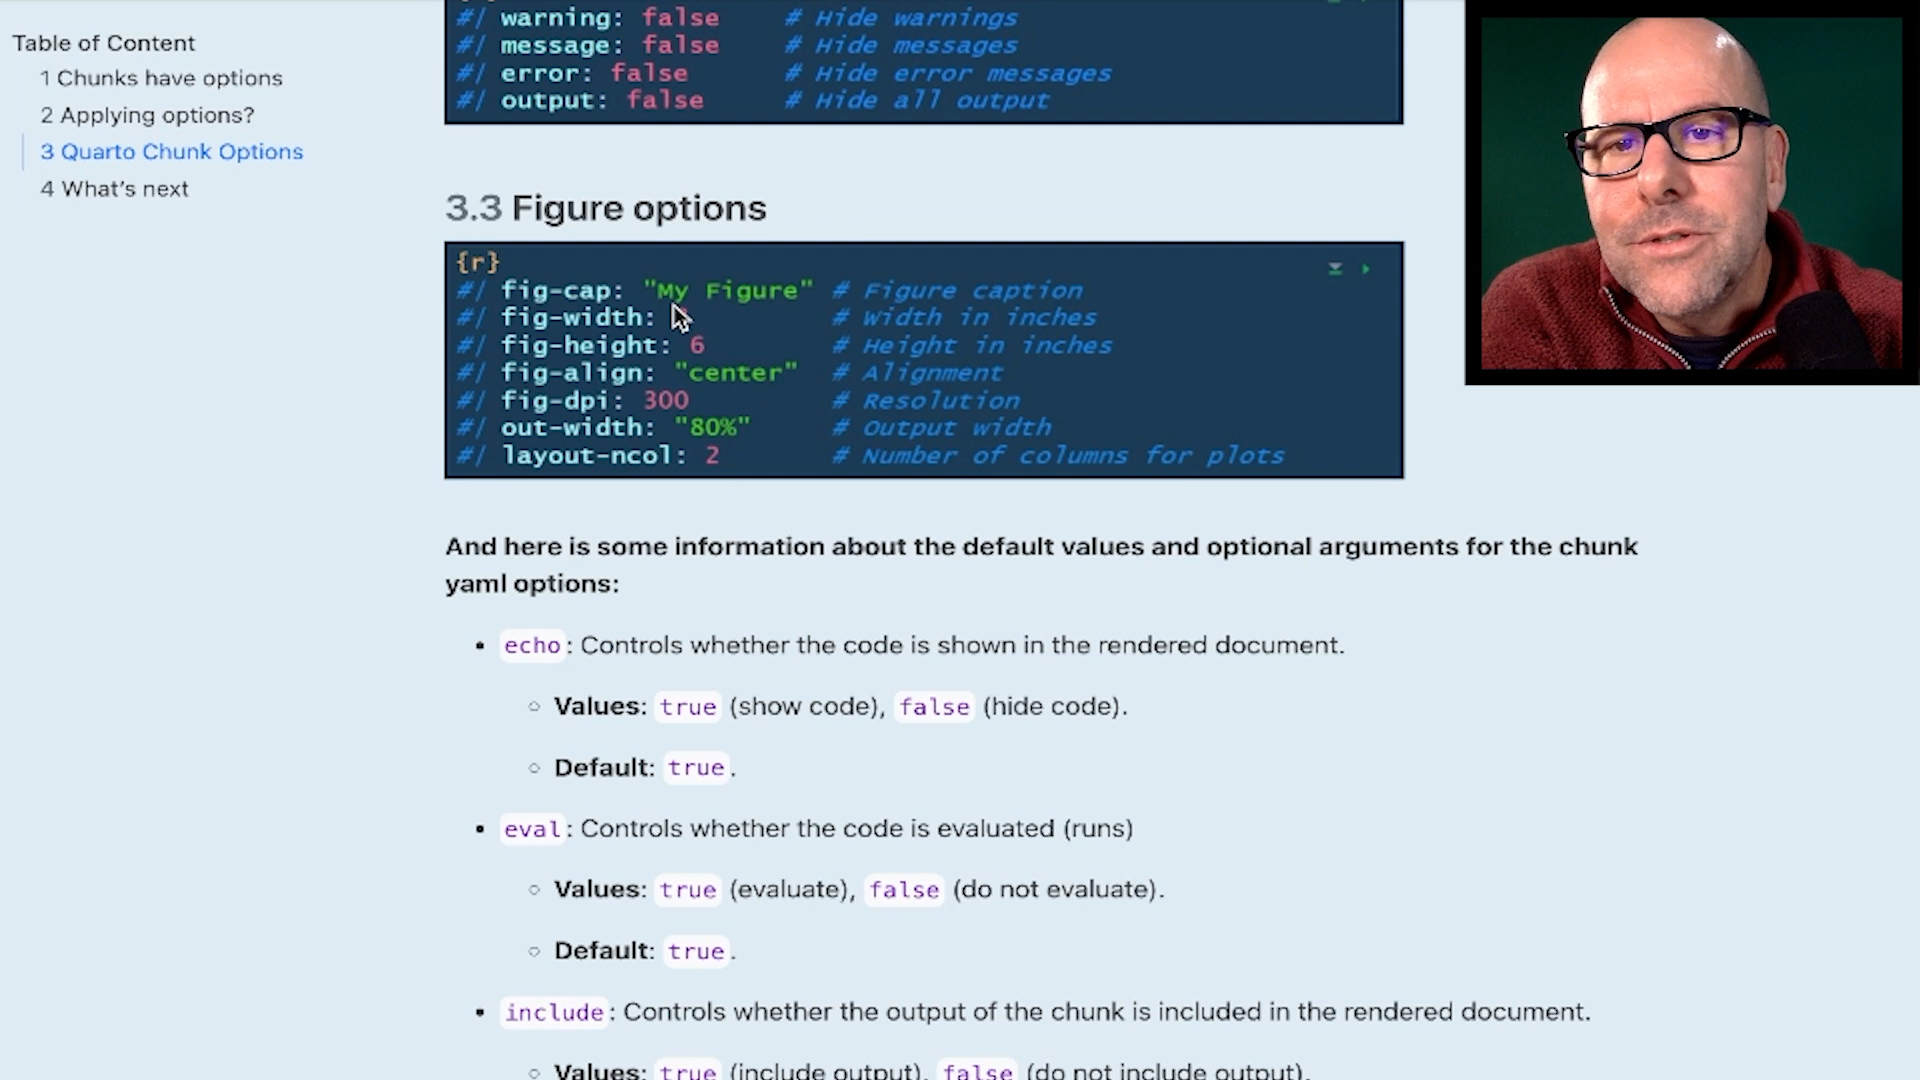 Table of Content
1 Chunks have options
2 Applying options?
3 Quarto Chunk Options
4 What's next
#| warning: false # Hide warnings
#| message: false # Hide messages
#| error: false # Hide error messages
#| output: false # Hide all output
3.3 Figure options
{r}
#| fig-cap: "My Figure" # Figure caption
#| fig-width: # Width in inches
#| fig-height: 6 # Height in inches
#| fig-align: "center" # Alignment
#| fig-dpi: 300 # Resolution
#| out-width: "80%" # Output width
#| layout-ncol: 2 # Number of columns for plots
And here is some information about the default values and optional arguments for the chunk
yaml options:
echo: Controls whether the code is shown in the rendered document.
Values: true (show code), false (hide code).
Default: true.
eval: Controls whether the code is evaluated (runs)
Values: true (evaluate), false (do not evaluate).
Default: true.
include: Controls whether the output of the chunk is included in the rendered document.
Values: true (include output), false (do not include output).